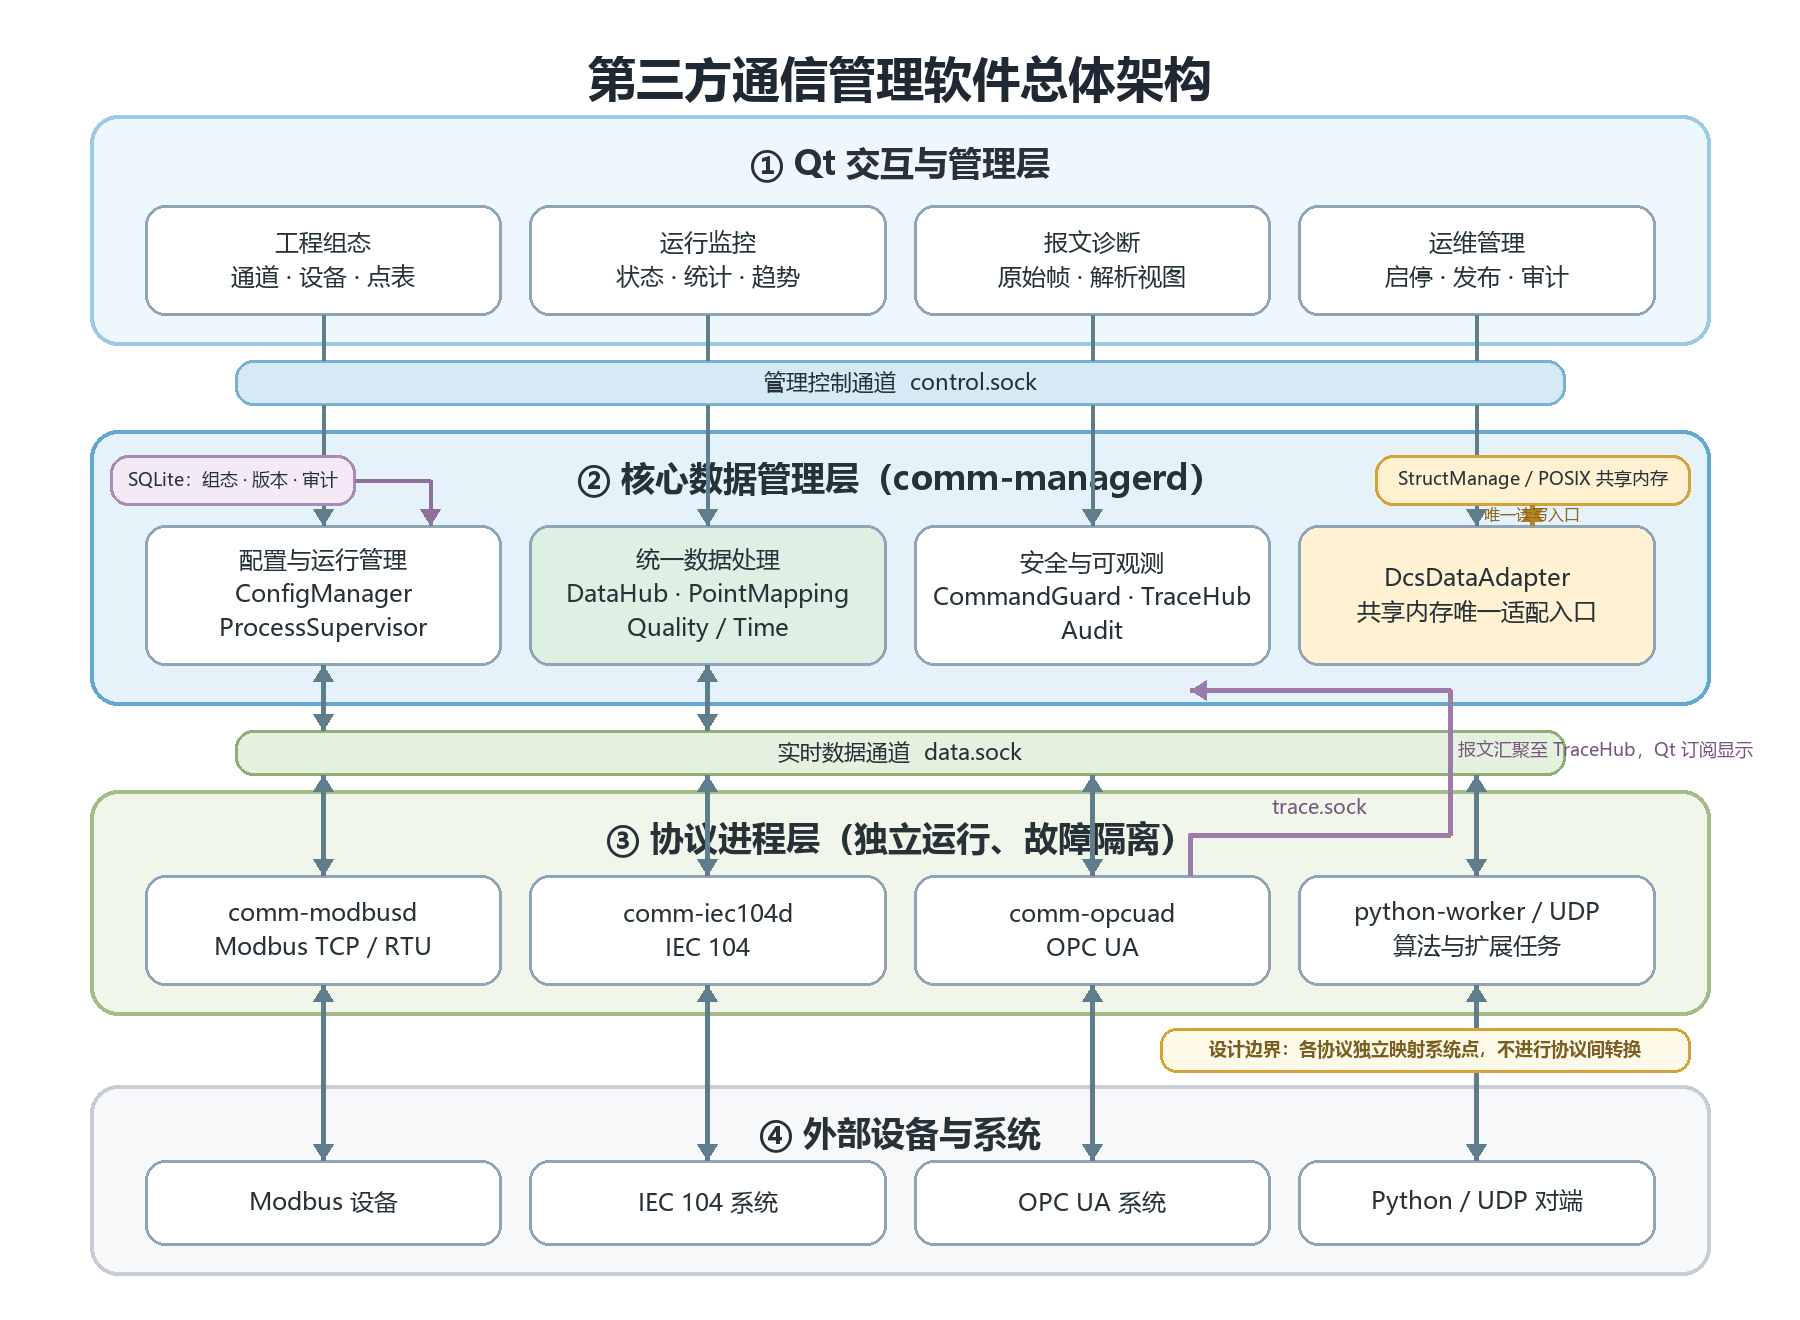 第三方通信管理软件总体架构
① Qt 交互与管理层
工程组态
通道 · 设备 · 点表
运行监控
状态 · 统计 · 趋势
报文诊断
原始帧 · 解析视图
运维管理
启停 · 发布 · 审计
管理控制通道 control.sock
SQLite：组态 · 版本 · 审计
② 核心数据管理层（comm-managerd）
StructManage / POSIX 共享内存
唯一读写入口
配置与运行管理
ConfigManager
ProcessSupervisor
统一数据处理
DataHub · PointMapping
Quality / Time
安全与可观测
CommandGuard · TraceHub
Audit
DcsDataAdapter
共享内存唯一适配入口
实时数据通道 data.sock
报文汇聚至 TraceHub，Qt 订阅显示
trace.sock
③ 协议进程层（独立运行、故障隔离）
comm-modbusd
Modbus TCP / RTU
comm-iec104d
IEC 104
comm-opcuad
OPC UA
python-worker / UDP
算法与扩展任务
设计边界：各协议独立映射系统点，不进行协议间转换
④ 外部设备与系统
Modbus 设备
IEC 104 系统
OPC UA 系统
Python / UDP 对端